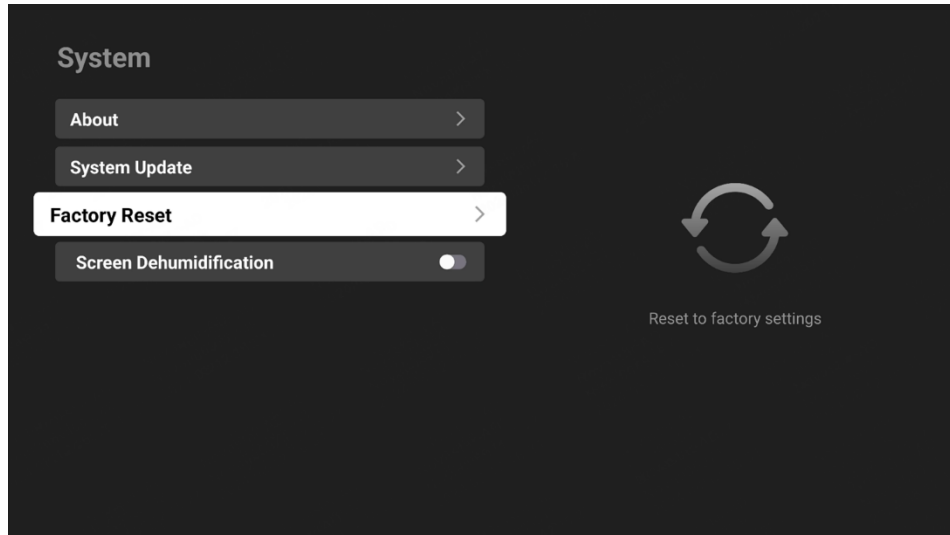 System
About
System Update
Factory Reset
Screen Dehumidification
Reset to factory settings